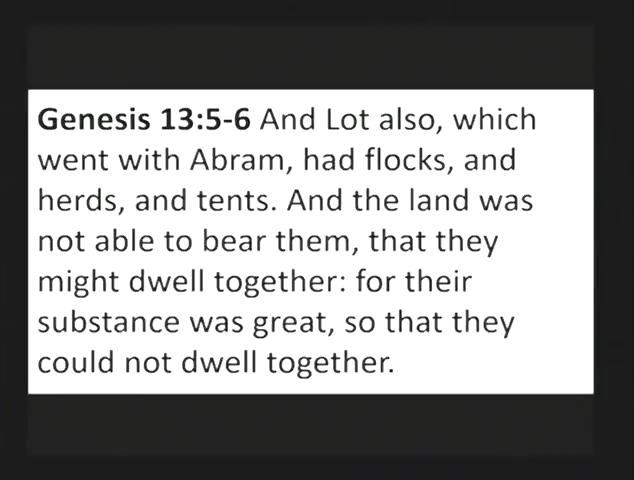 Genesis 13:5-6 And Lot also, which
went with Abram, had flocks, and
herds, and tents. And the land was
not able to bear them, that they
might dwell together: for their
substance was great, so that they
could not dwell together.